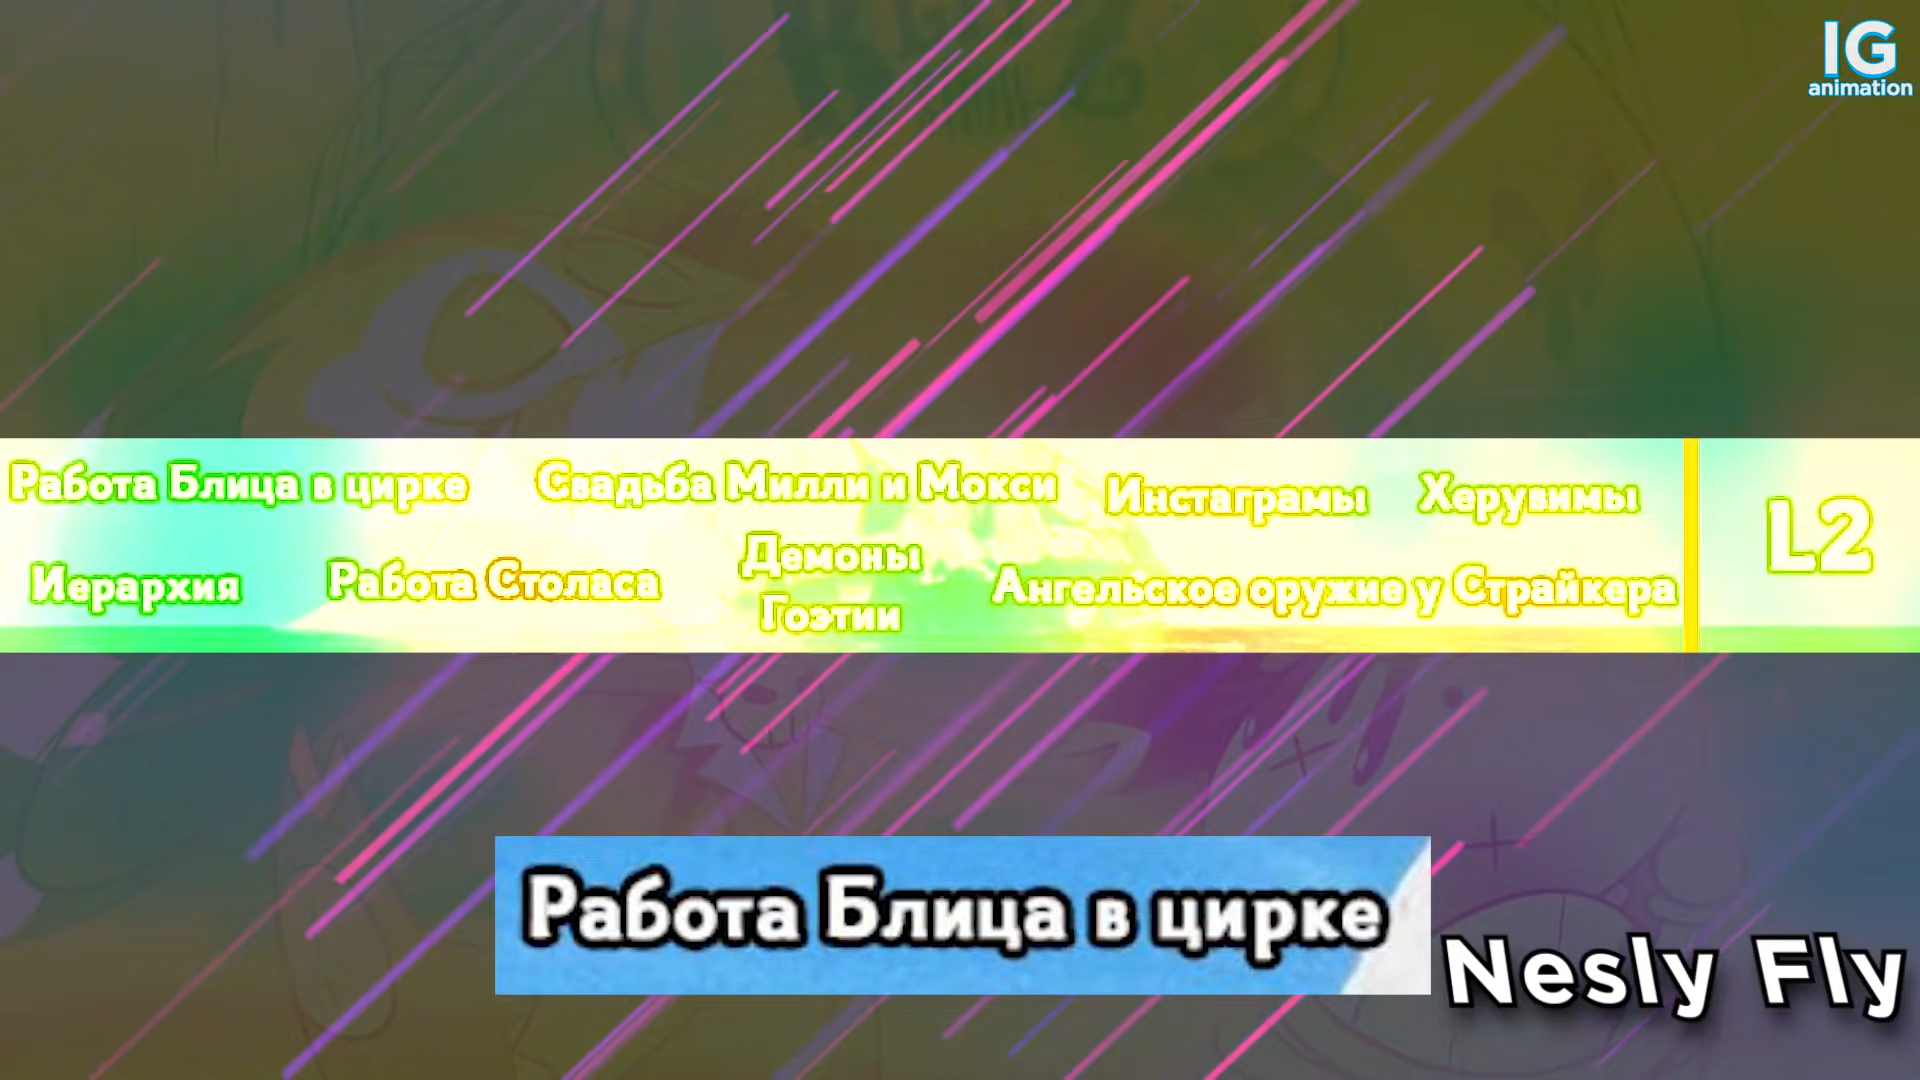 IG
animation
Работа Блица в цирке
Свадьба Милли и Мокси
Инстаграмы
Херувимы
L2
Иерархия
Работа Столаса
Демоны
Гоэтии
Ангельское оружие у Страйкера
Работа Блица в цирке
Nesly Fly